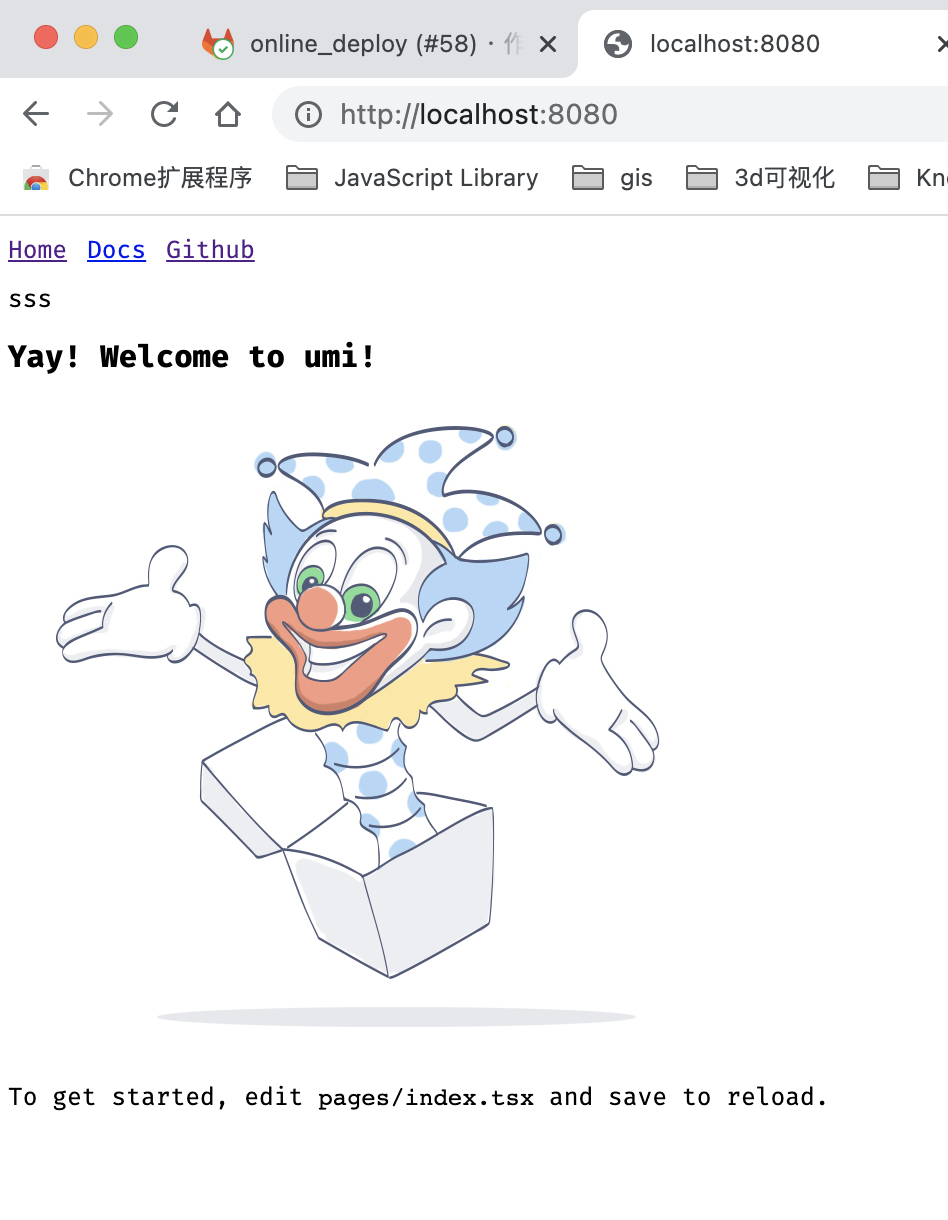 online_deploy (#58) · 作
localhost:8080
http://localhost:8080
Chrome扩展程序 JavaScript Library gis 3d可视化
Home Docs Github
sss
Yay! Welcome to umi!
To get started, edit pages/index.tsx and save to reload.